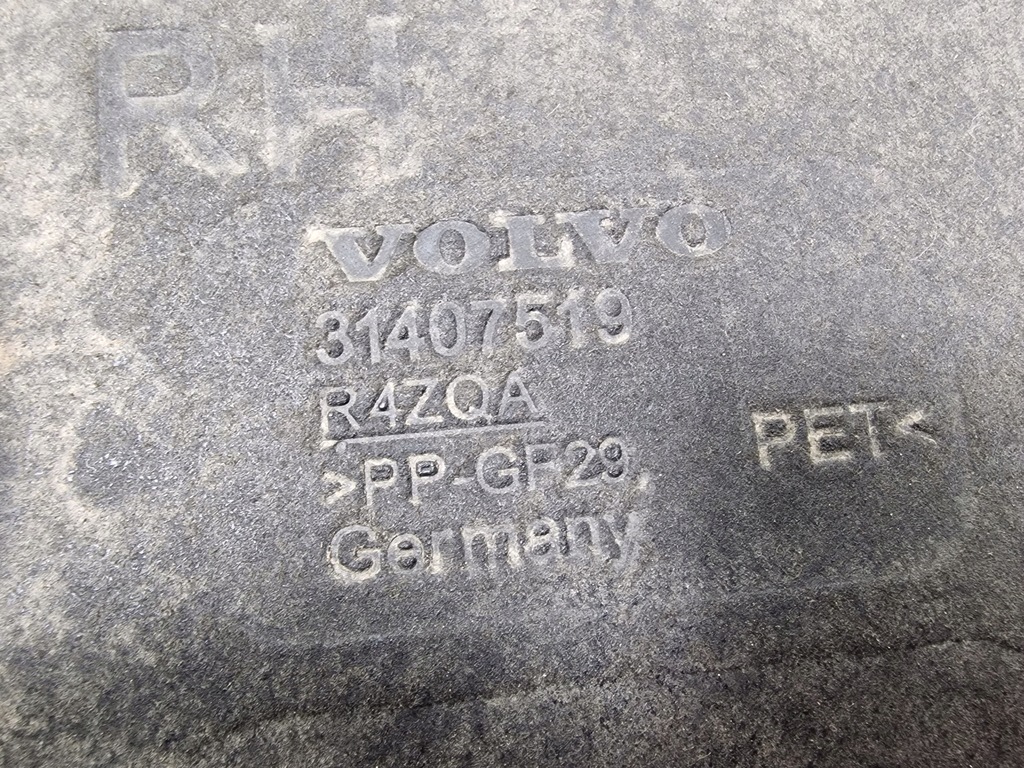 RH
VOLVO
31407519
R4ZQA
>PP-GF29, PET<
Germany